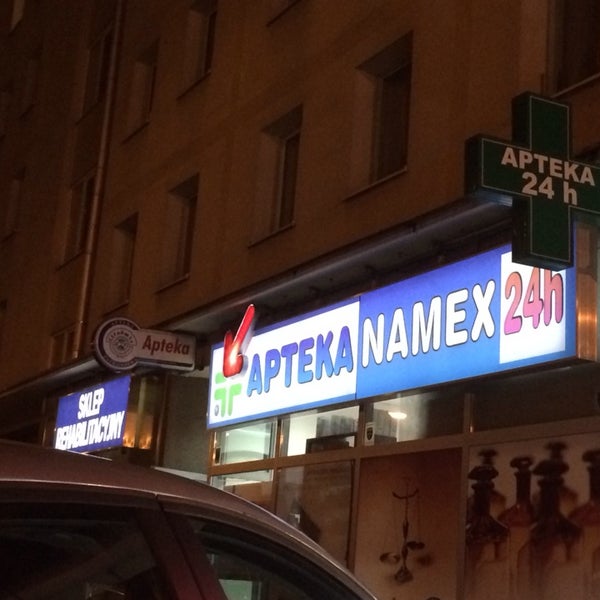 APTEKA
24 h
APTEKA NAMEX 24h
Apteka
SKLEP
REHABILITACYJNY